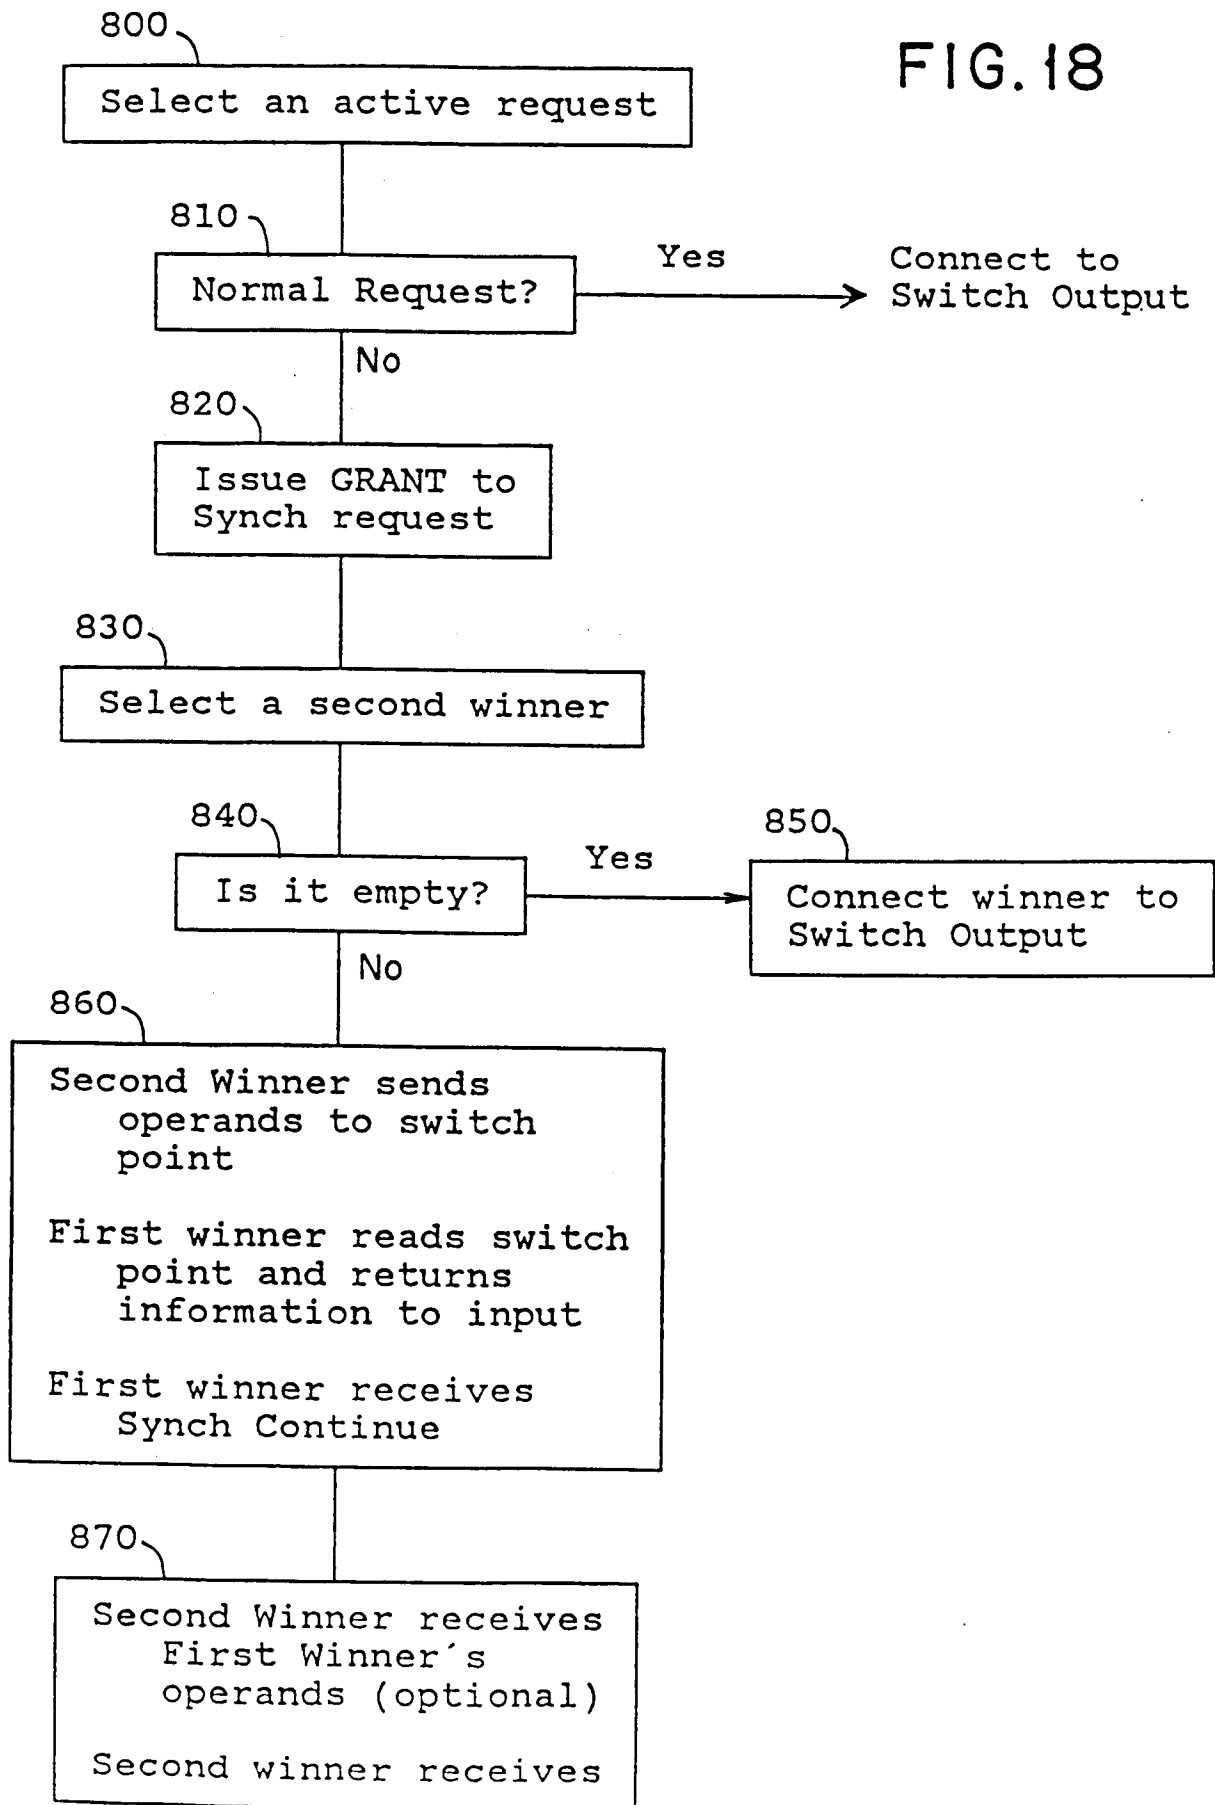 800
FIG. 18
Select an active request
810
Normal Request?
Yes
Connect to
Switch Output
No
820
Issue GRANT to
Synch request
830
Select a second winner
840
Is it empty?
Yes
850
Connect winner to
Switch Output
No
860
Second Winner sends
operands to switch
point
First winner reads switch
point and returns
information to input
First winner receives
Synch Continue
870
Second Winner receives
First Winner´s
operands (optional)
Second winner receives